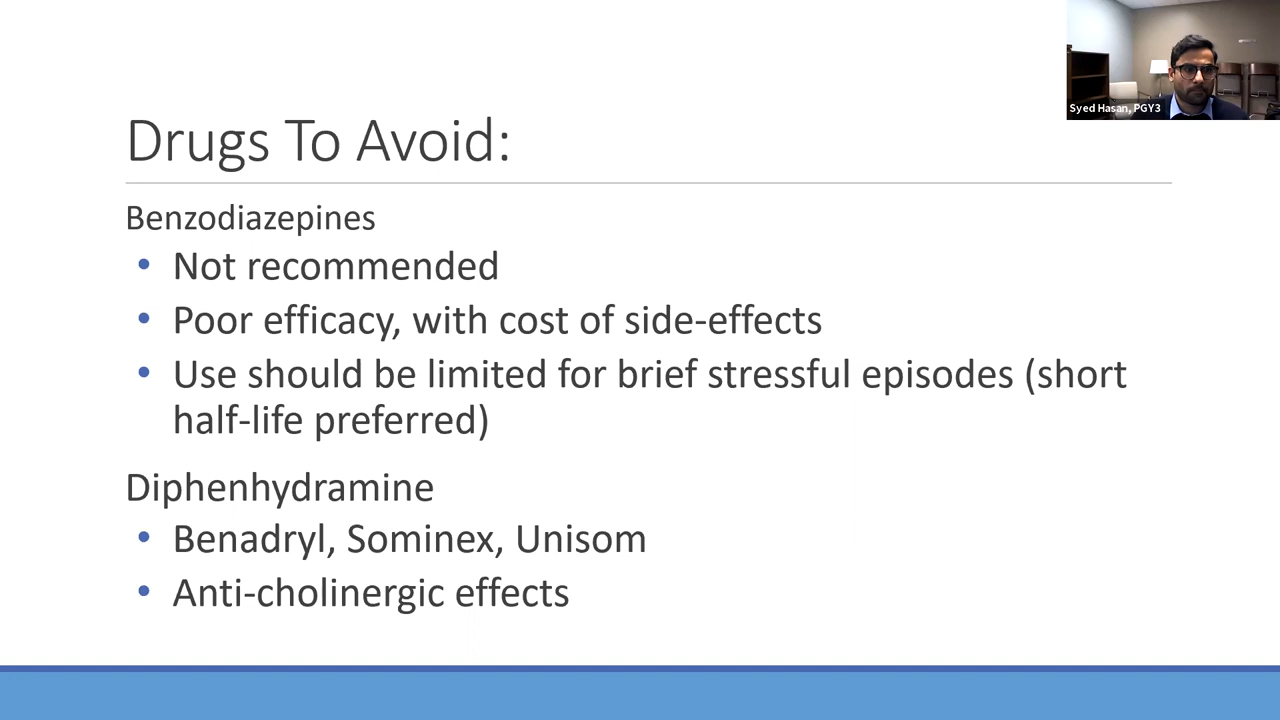 Syed Hasan, PGY3
Drugs To Avoid:
Benzodiazepines
• Not recommended
• Poor efficacy, with cost of side-effects
• Use should be limited for brief stressful episodes (short
half-life preferred)
Diphenhydramine
• Benadryl, Sominex, Unisom
• Anti-cholinergic effects